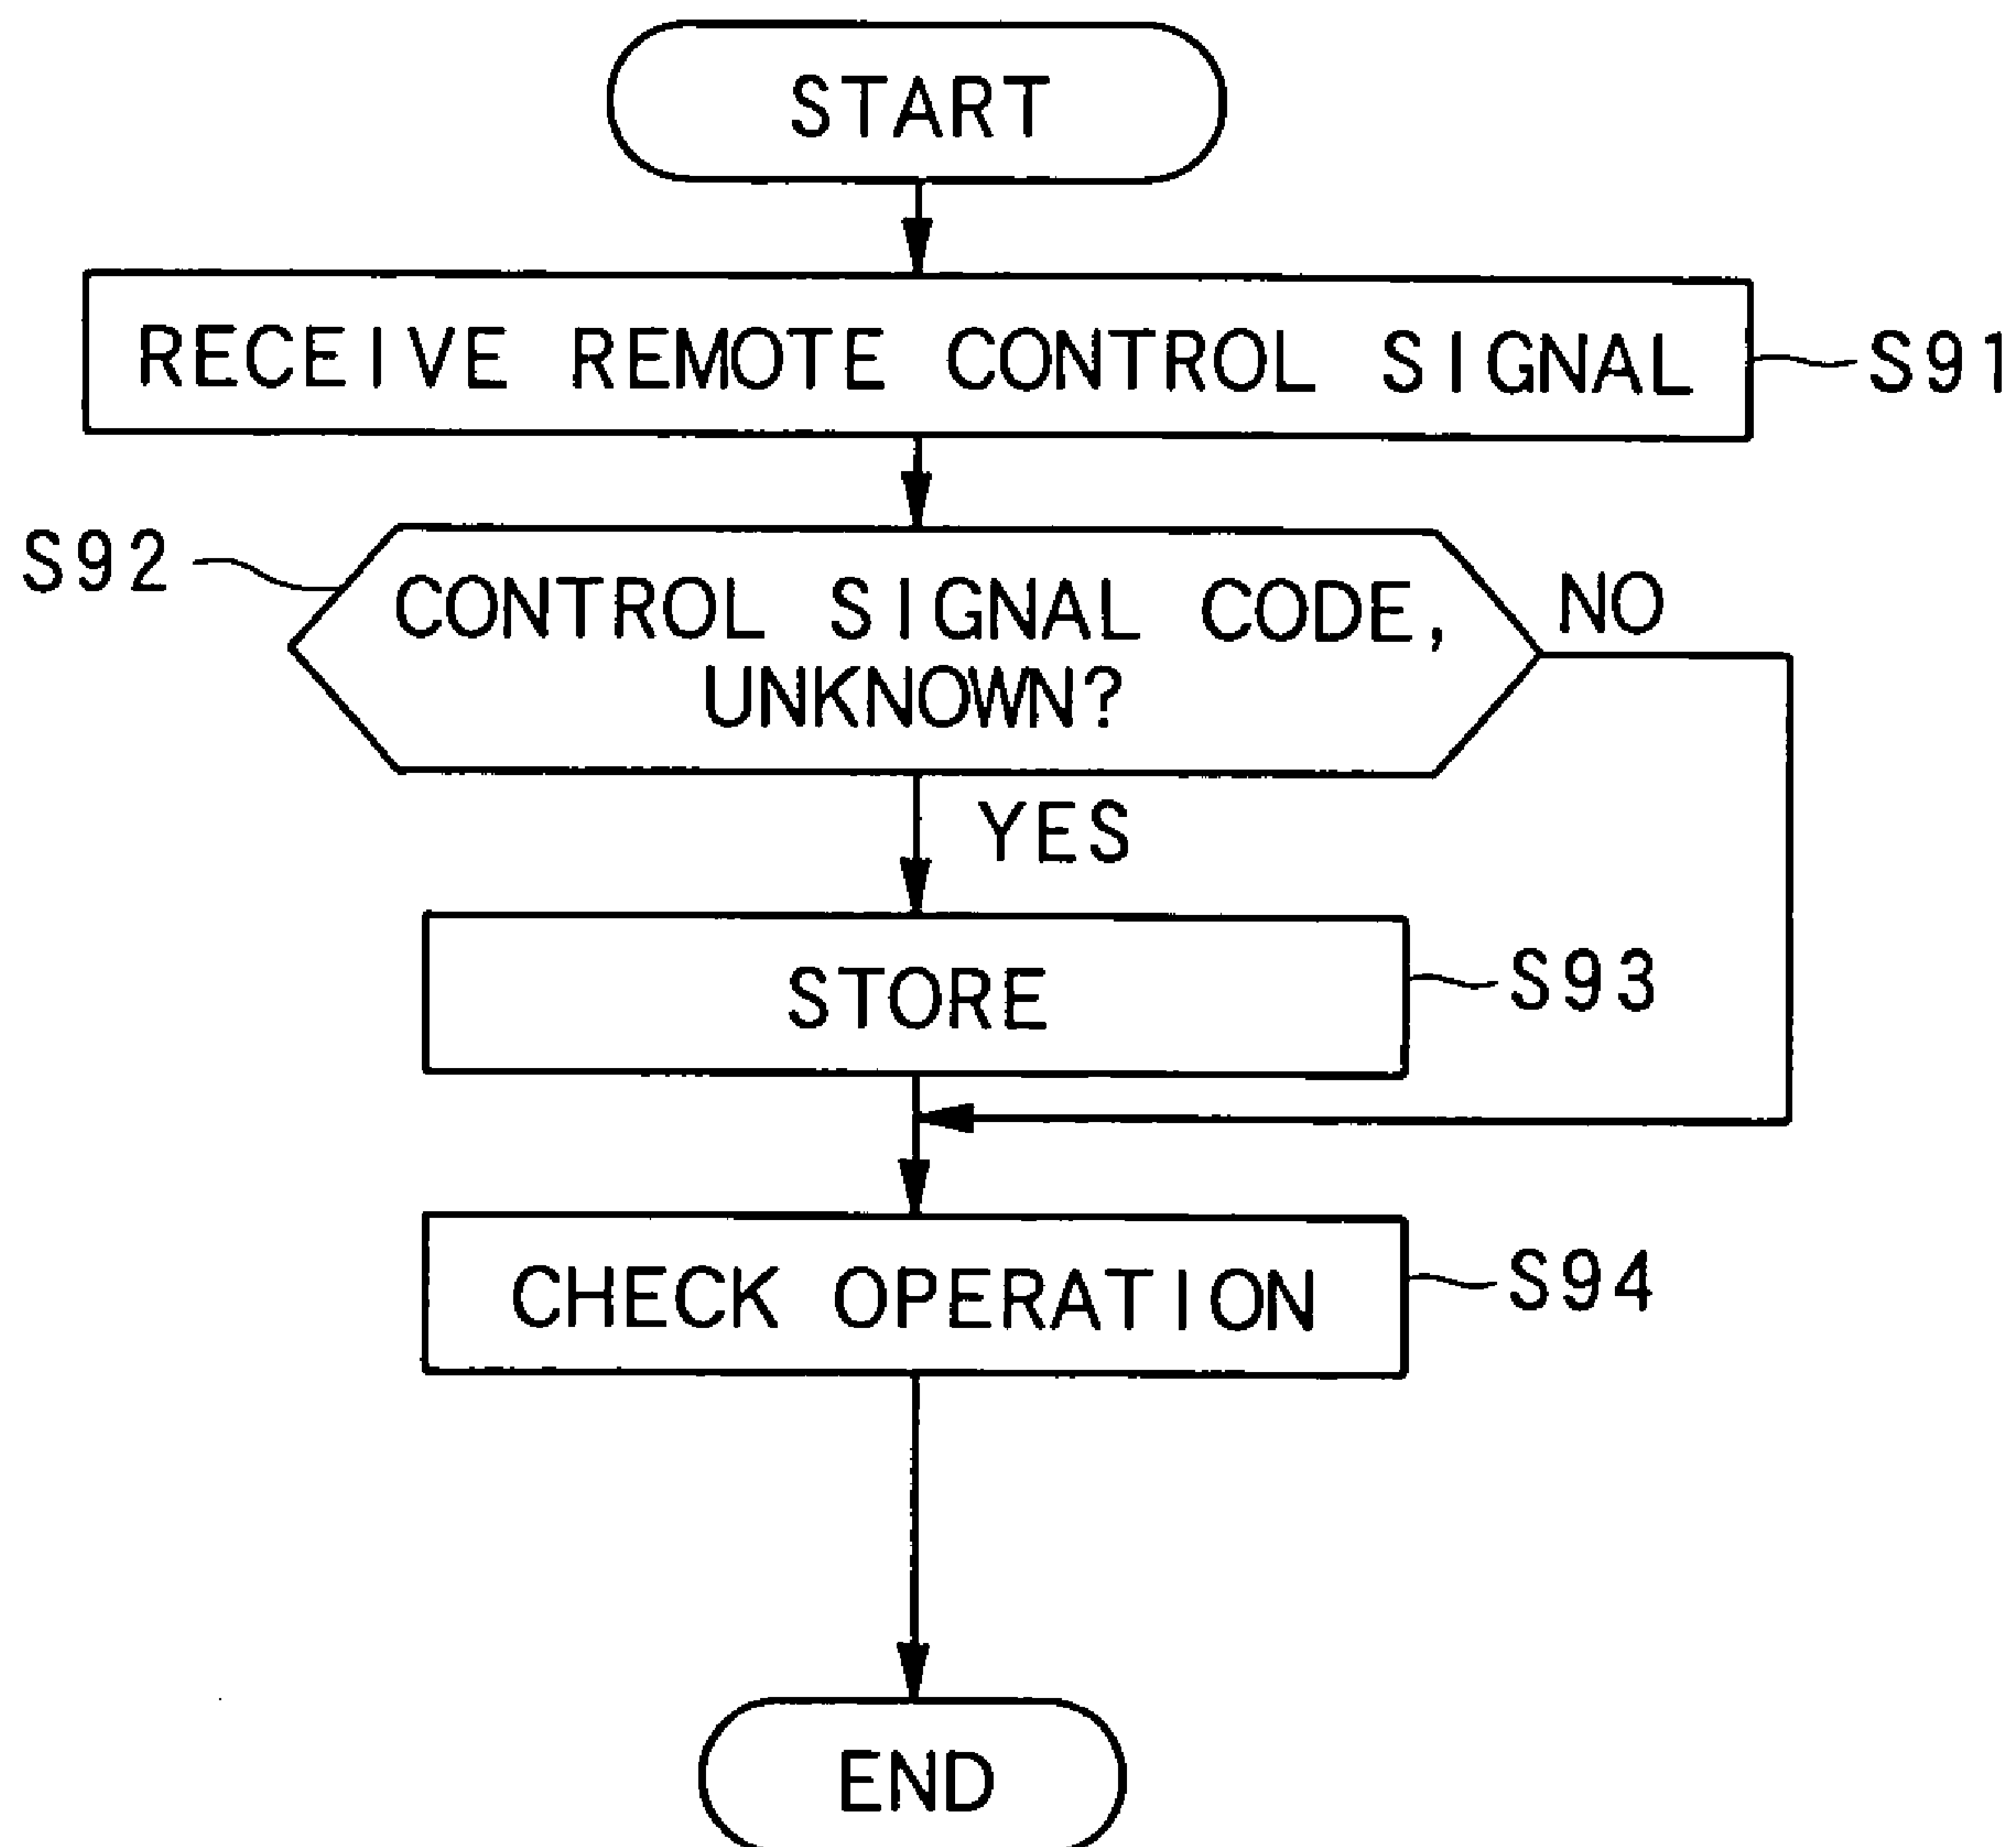 START
RECEIVE REMOTE CONTROL SIGNAL
S91
S92
CONTROL SIGNAL CODE,
UNKNOWN?
NO
YES
STORE
S93
CHECK OPERATION
S94
END